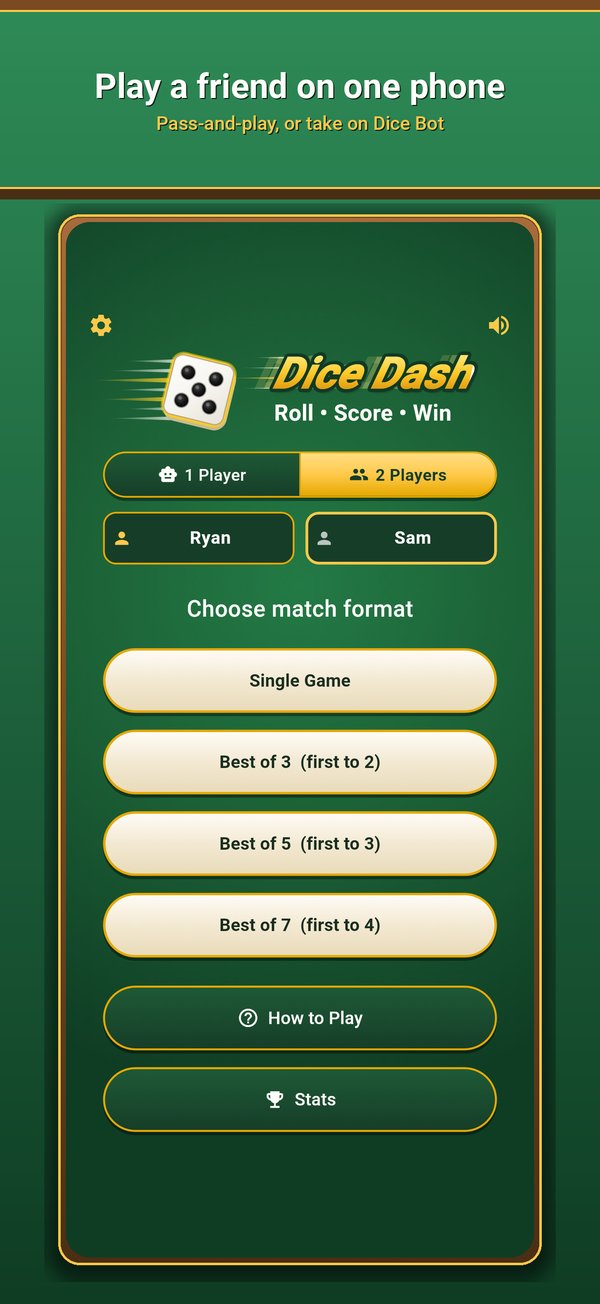 Play a friend on one phone
Pass-and-play, or take on Dice Bot
Dice Dash
Roll • Score • Win
1 Player
2 Players
Ryan
Sam
Choose match format
Single Game
Best of 3 (first to 2)
Best of 5 (first to 3)
Best of 7 (first to 4)
How to Play
Stats